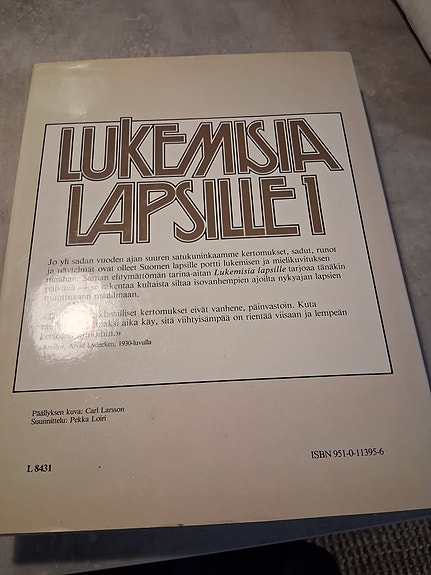 LUKEMISIA
LAPSILLE 1
Jo yli sadan vuoden ajan suuren satukuninkaamme kertomukset, sadut, runot
ja näytelmät ovat olleet Suomen lapsille portti lukemisen ja mielikuvituksen
maahan. Saman ehtymättömän tarina-aitan Lukemisia lapsille tarjoaa tänäkin
päivänä rakentaa kultaista siltaa isovanhempien ajoilta nykyajan lapsien
maailmaan.
klassilliset kertomukset eivät vanhene, päinvastoin. Kuta
aika käy, sitä viihtyisämpää on rientää viisaan ja lempeän
Arvid Lydecken, 1930-luvulla
Päällyksen kuva: Carl Larsson
Suunnittelu: Pekka Loiri
L 8431
ISBN 951-0-11395-6